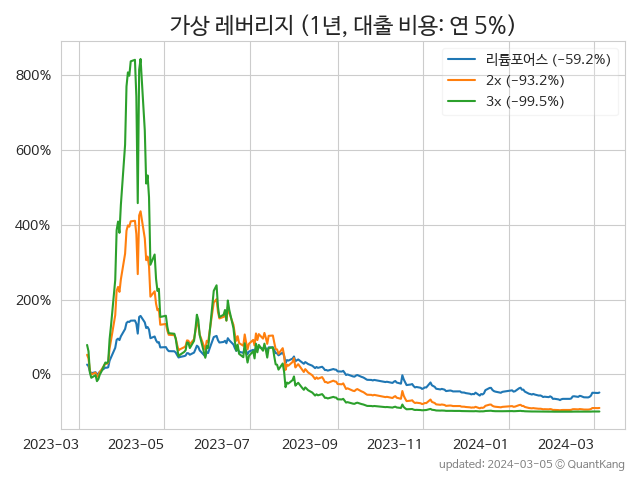 가상 레버리지 (1년, 대출 비용: 연 5%)
리튬포어스 (−59.2%)
2x (−93.2%)
3x (−99.5%)
800%
600%
400%
200%
0%
2023-03 2023-05 2023-07 2023-09 2023-11 2024-01 2024-03
updated: 2024-03-05 © QuantKang